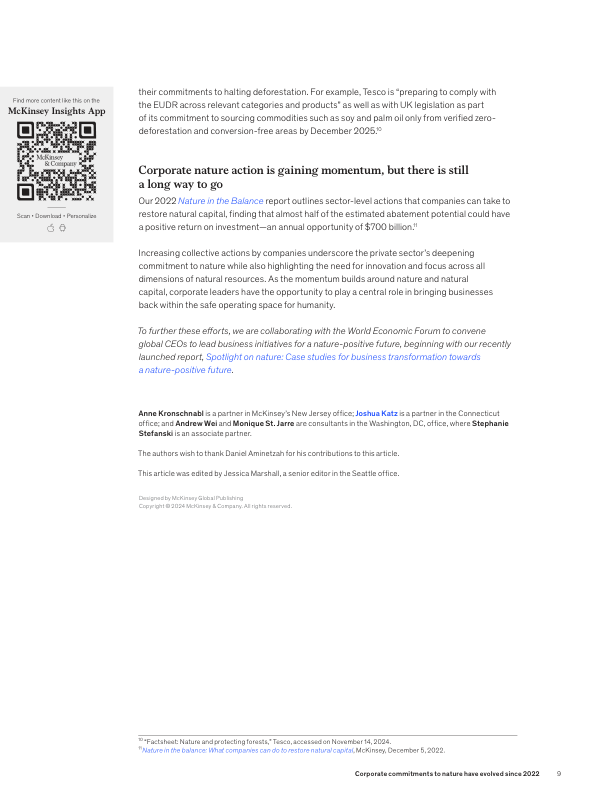 Find more content like this on the
McKinsey Insights App
McKinsey
& Company
Scan • Download • Personalize
their commitments to halting deforestation. For example, Tesco is “preparing to comply with
the EUDR across relevant categories and products” as well as with UK legislation as part
of its commitment to sourcing commodities such as soy and palm oil only from verified zero-
deforestation and conversion-free areas by December 2025.¹⁰
Corporate nature action is gaining momentum, but there is still
a long way to go
Our 2022 Nature in the Balance report outlines sector-level actions that companies can take to
restore natural capital, finding that almost half of the estimated abatement potential could have
a positive return on investment—an annual opportunity of $700 billion.¹¹
Increasing collective actions by companies underscore the private sector’s deepening
commitment to nature while also highlighting the need for innovation and focus across all
dimensions of natural resources. As the momentum builds around nature and natural
capital, corporate leaders have the opportunity to play a central role in bringing businesses
back within the safe operating space for humanity.
To further these efforts, we are collaborating with the World Economic Forum to convene
global CEOs to lead business initiatives for a nature-positive future, beginning with our recently
launched report, Spotlight on nature: Case studies for business transformation towards
a nature-positive future.
Anne Kronschnabl is a partner in McKinsey’s New Jersey office; Joshua Katz is a partner in the Connecticut
office; and Andrew Wei and Monique St. Jarre are consultants in the Washington, DC, office, where Stephanie
Stefanski is an associate partner.
The authors wish to thank Daniel Aminetzah for his contributions to this article.
This article was edited by Jessica Marshall, a senior editor in the Seattle office.
Designed by McKinsey Global Publishing
Copyright © 2024 McKinsey & Company. All rights reserved.
¹⁰ “Factsheet: Nature and protecting forests,” Tesco, accessed on November 14, 2024.
¹¹ Nature in the balance: What companies can do to restore natural capital, McKinsey, December 5, 2022.
Corporate commitments to nature have evolved since 2022 9